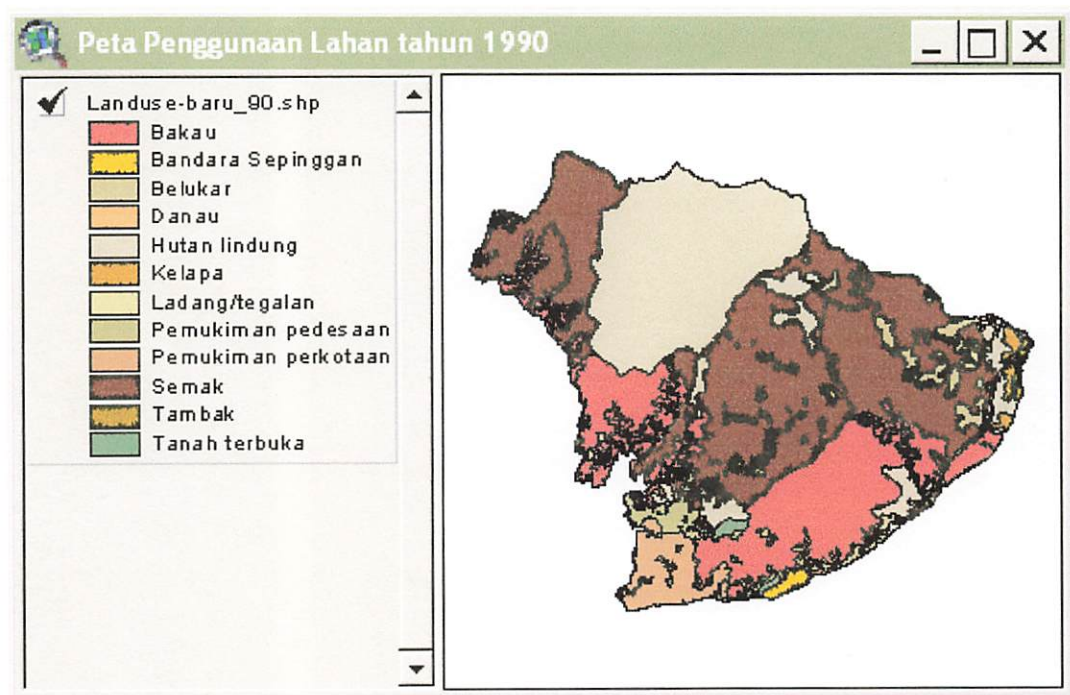 Peta Penggunaan Lahan tahun 1990
Landuse-baru_90.shp
Bakau
Bandara Sepinggan
Belukar
Danau
Hutan lindung
Kelapa
Ladang/tegalan
Pemukiman pedesaan
Pemukiman perkotaan
Semak
Tambak
Tanah terbuka